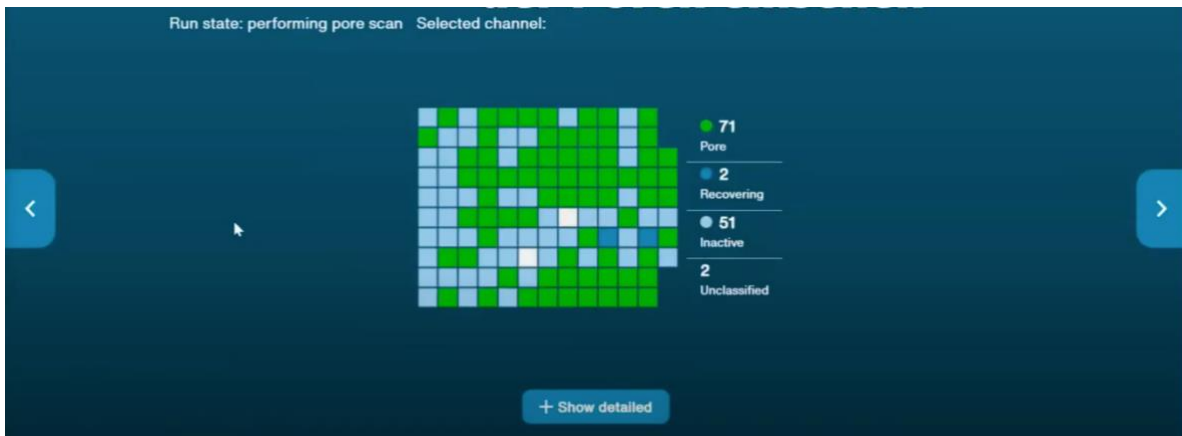 Run state: performing pore scan Selected channel:
71
Pore
2
Recovering
51
Inactive
2
Unclassified
+ Show detailed